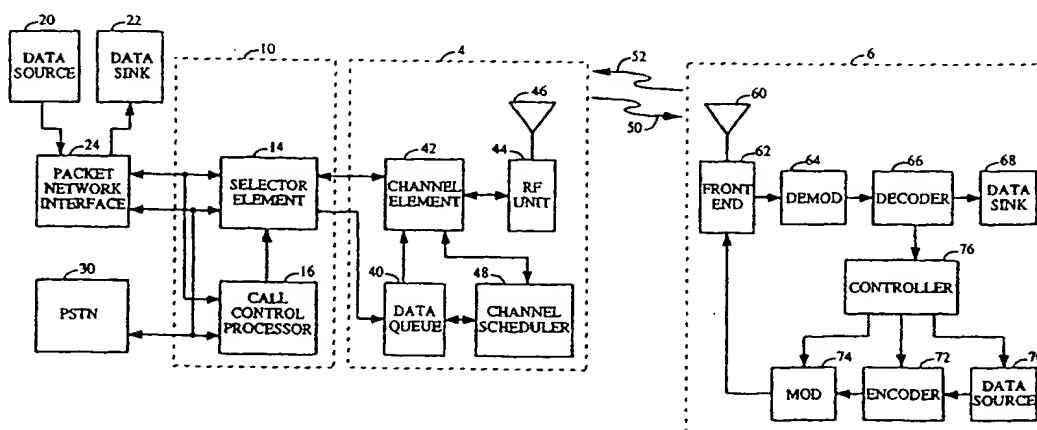 20
DATA
SOURCE
22
DATA
SINK
24
PACKET
NETWORK
INTERFACE
30
PSTN
10
14
SELECTOR
ELEMENT
16
CALL
CONTROL
PROCESSOR
4
42
CHANNEL
ELEMENT
44
RF
UNIT
46
40
DATA
QUEUE
48
CHANNEL
SCHEDULER
52
50
6
60
62
FRONT
END
64
DEMOD
66
DECODER
68
DATA
SINK
76
CONTROLLER
74
MOD
72
ENCODER
DATA
SOURCE